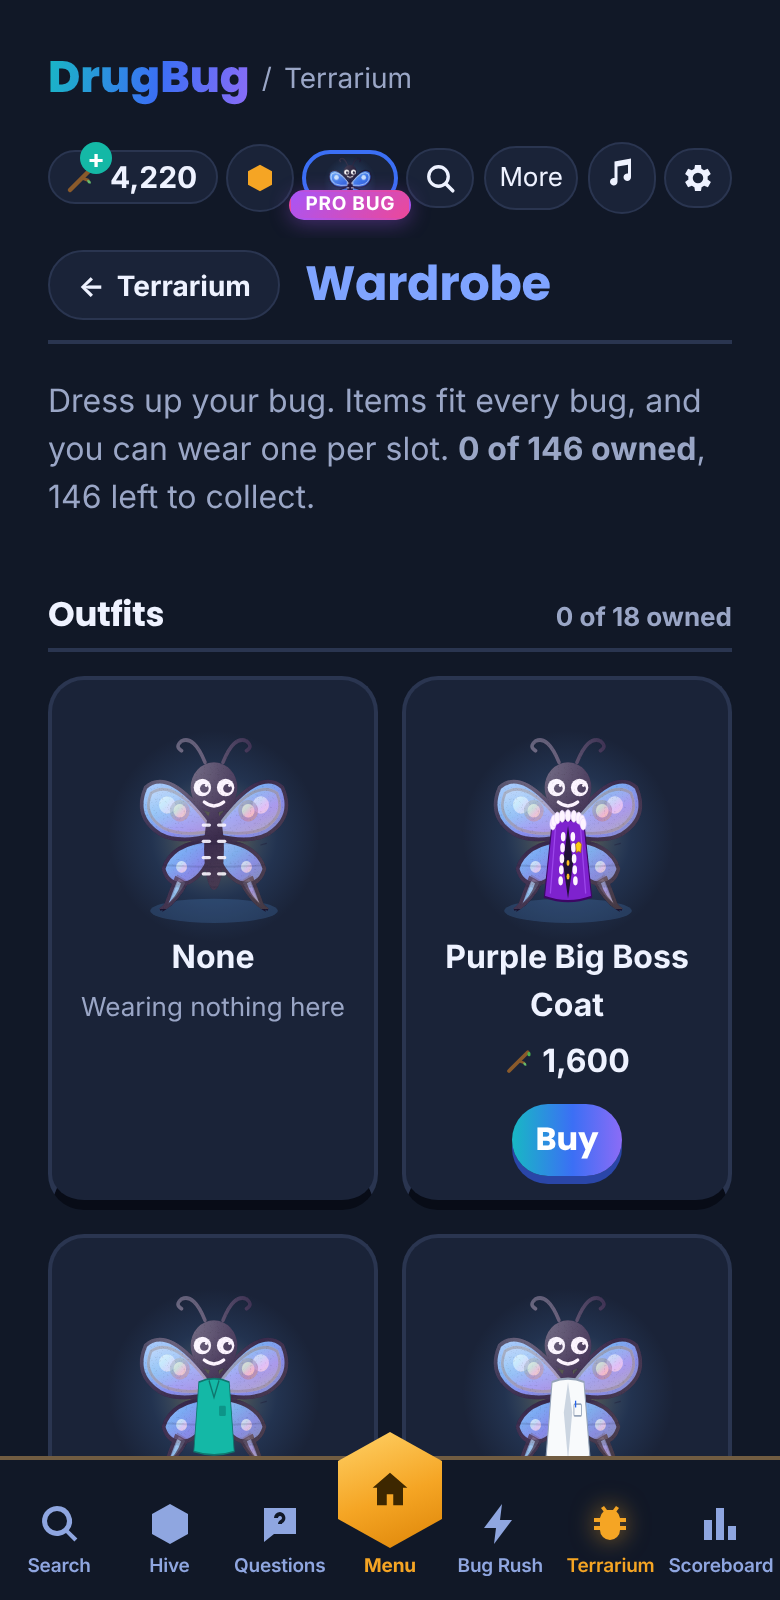 DrugBug / Terrarium
+ 4,220
PRO BUG
More
← Terrarium
Wardrobe
Dress up your bug. Items fit every bug, and
you can wear one per slot. 0 of 146 owned,
146 left to collect.
Outfits
0 of 18 owned
None
Wearing nothing here
Purple Big Boss
Coat
1,600
Buy
Search
Hive
Questions
Menu
Bug Rush
Terrarium
Scoreboard